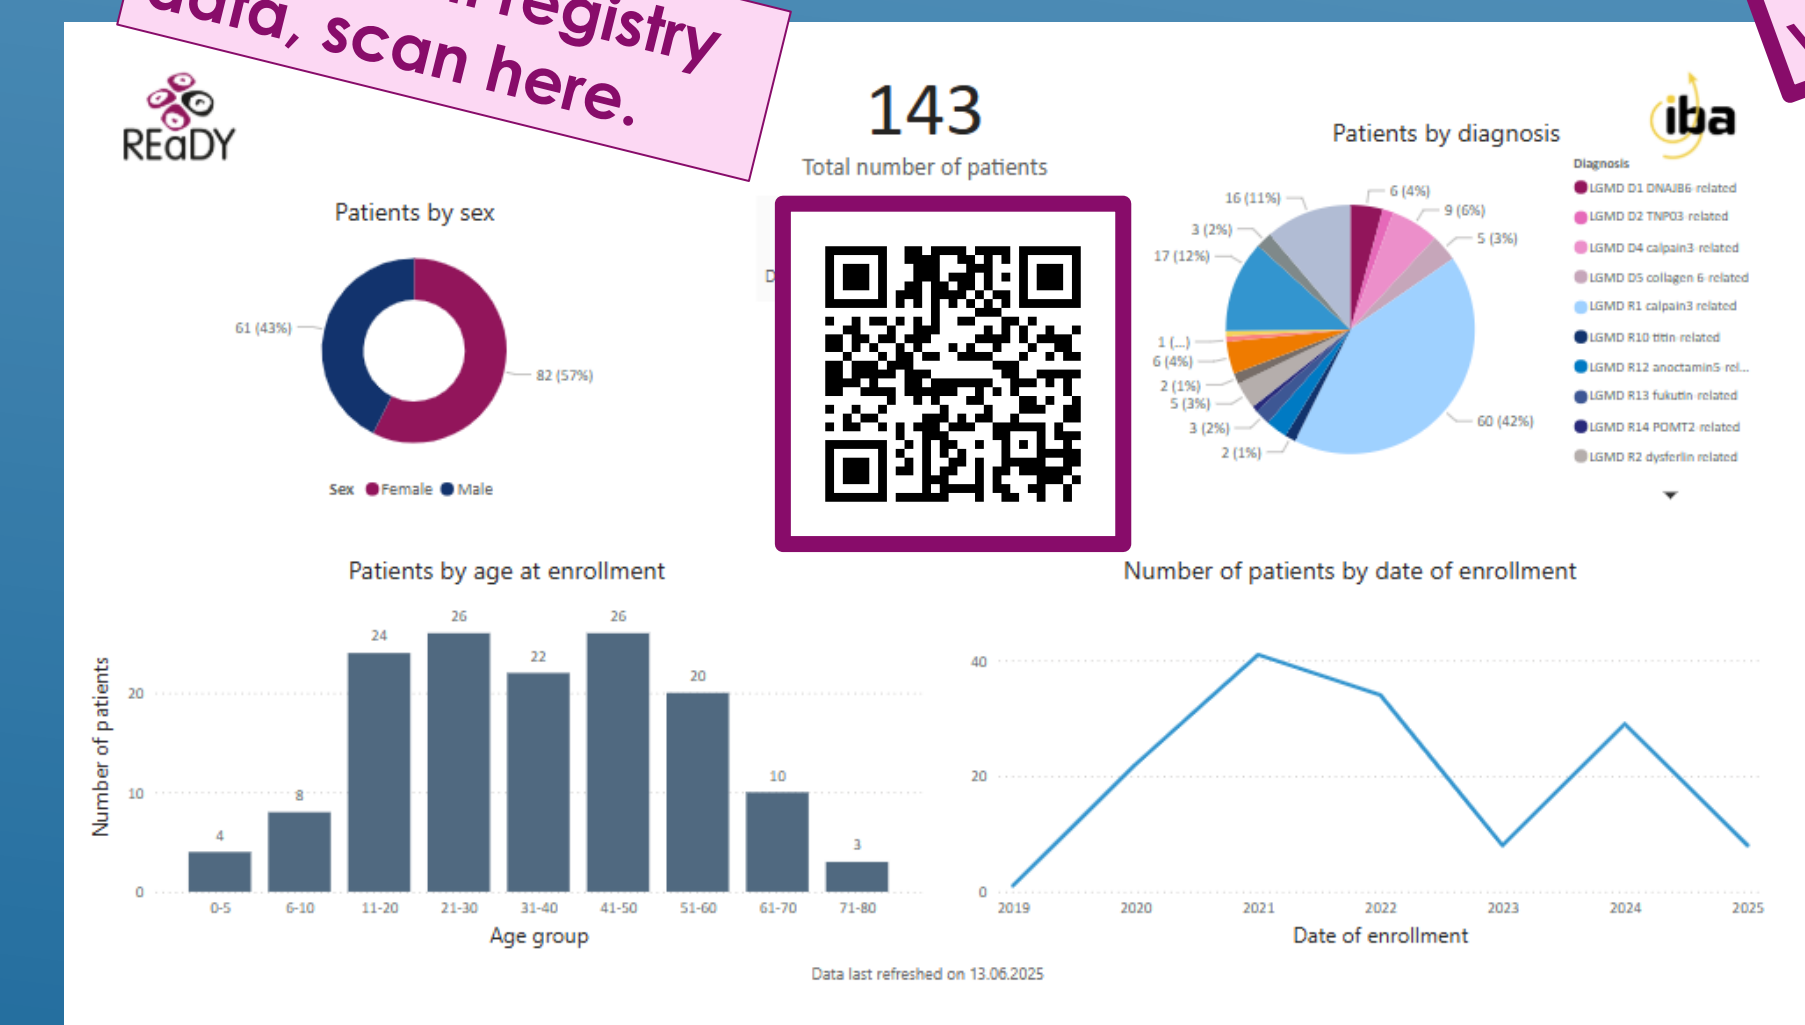 registry
data, scan here.
REaDY
143
Total number of patients
iba
Patients by sex
61 (43%)
82 (57%)
Sex Female Male
D
Patients by diagnosis
6 (4%)
9 (6%)
5 (3%)
60 (42%)
2 (1%)
3 (2%)
5 (3%)
2 (1%)
6 (4%)
1 (...)
17 (12%)
3 (2%)
16 (11%)
Diagnosis
LGMD D1 DNAJB6-related
LGMD D2 TNP03-related
LGMD D4 calpain3-related
LGMD D5 collagen 6-related
LGMD R1 calpain3 related
LGMD R10 titin-related
LGMD R12 anoctamin5-rel...
LGMD R13 fukutin-related
LGMD R14 POMT2-related
LGMD R2 dysferlin related
Patients by age at enrollment
Number of patients
20
10
0
4
8
24
26
22
26
20
10
3
0-5
6-10
11-20
21-30
31-40
41-50
51-60
61-70
71-80
Age group
Number of patients by date of enrollment
40
20
0
2019
2020
2021
2022
2023
2024
2025
Date of enrollment
Data last refreshed on 13.06.2025